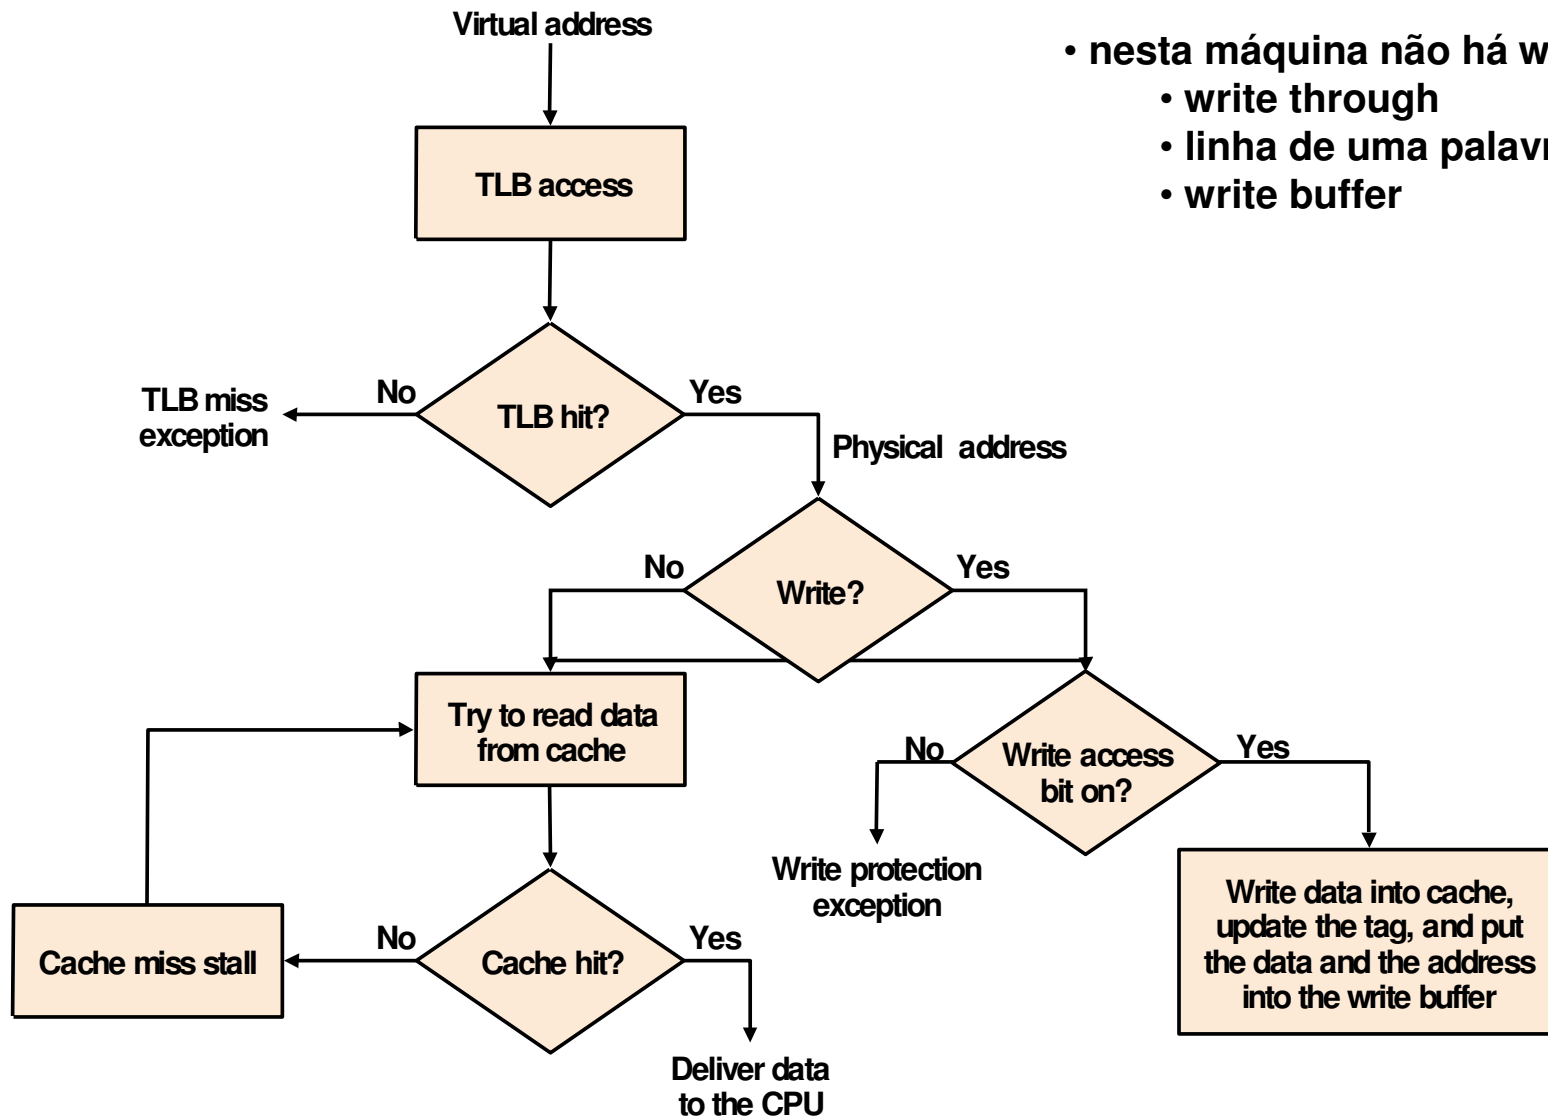 Virtual address
• nesta máquina não há w
• write through
• linha de uma palav
• write buffer
TLB access
TLB hit?
No
Yes
TLB miss
exception
Physical address
Write?
No
Yes
Try to read data
from cache
Write access
bit on?
No
Yes
Write protection
exception
Write data into cache,
update the tag, and put
the data and the address
into the write buffer
Cache miss stall
No
Cache hit?
Yes
Deliver data
to the CPU